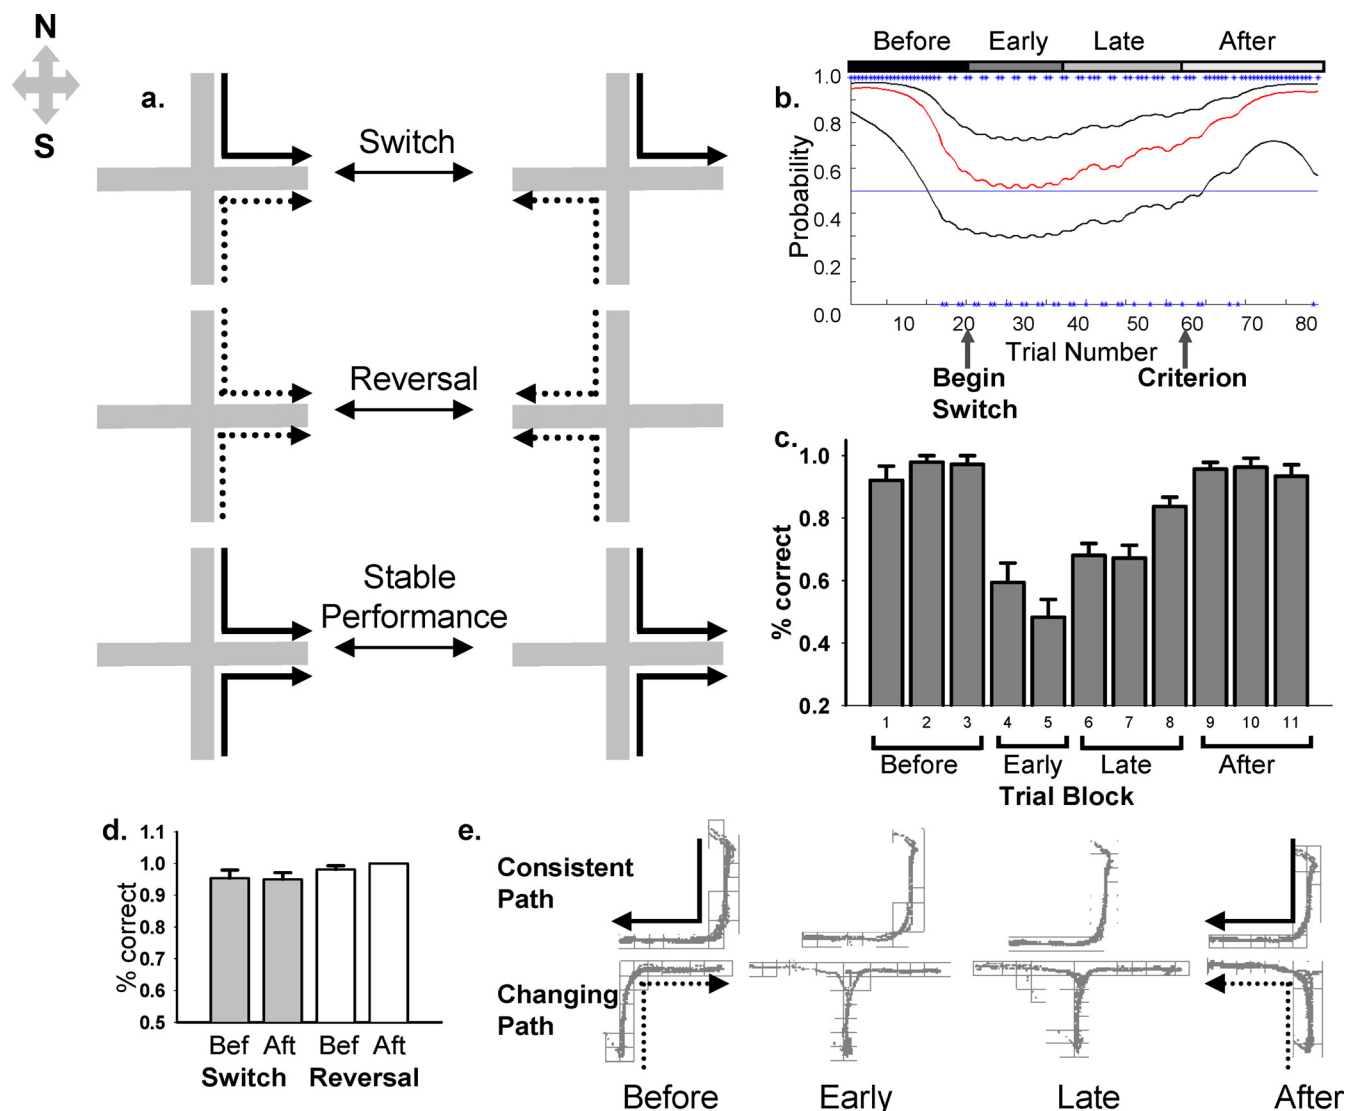 N
S
a.
Switch
Reversal
Stable
Performance
Before Early Late After
b.
1.0
0.8
0.6
0.4
0.2
0.0
Probability
10 20 30 40 50 60 70 80
Trial Number
Begin
Switch
Criterion
c.
1.0
0.8
0.6
0.4
0.2
% correct
1 2 3 4 5 6 7 8 9 10 11
Before Early Late After
Trial Block
d.
1.1
1.0
0.9
0.8
0.7
0.6
0.5
% correct
Bef Aft Bef Aft
Switch Reversal
e.
Consistent
Path
Changing
Path
Before Early Late After